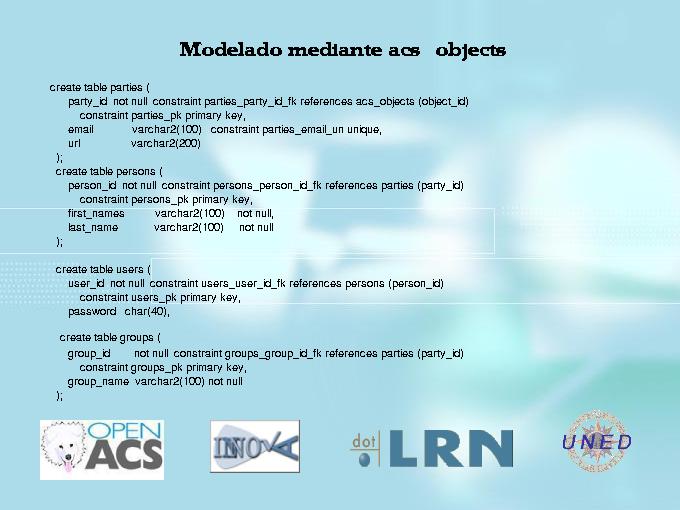 Modelado mediante acs objects
create table parties (
party_id not null constraint parties_party_id_fk references acs_objects (object_id)
constraint parties_pk primary key,
email varchar2(100) constraint parties_email_un unique,
url varchar2(200)
);
create table persons (
person_id not null constraint persons_person_id_fk references parties (party_id)
constraint persons_pk primary key,
first_names varchar2(100) not null,
last_name varchar2(100) not null
);
create table users (
user_id not null constraint users_user_id_fk references persons (person_id)
constraint users_pk primary key,
password char(40),
create table groups (
group_id not null constraint groups_group_id_fk references parties (party_id)
constraint groups_pk primary key,
group_name varchar2(100) not null
);
OPEN
ACS
INNOVA
dot LRN
UNED